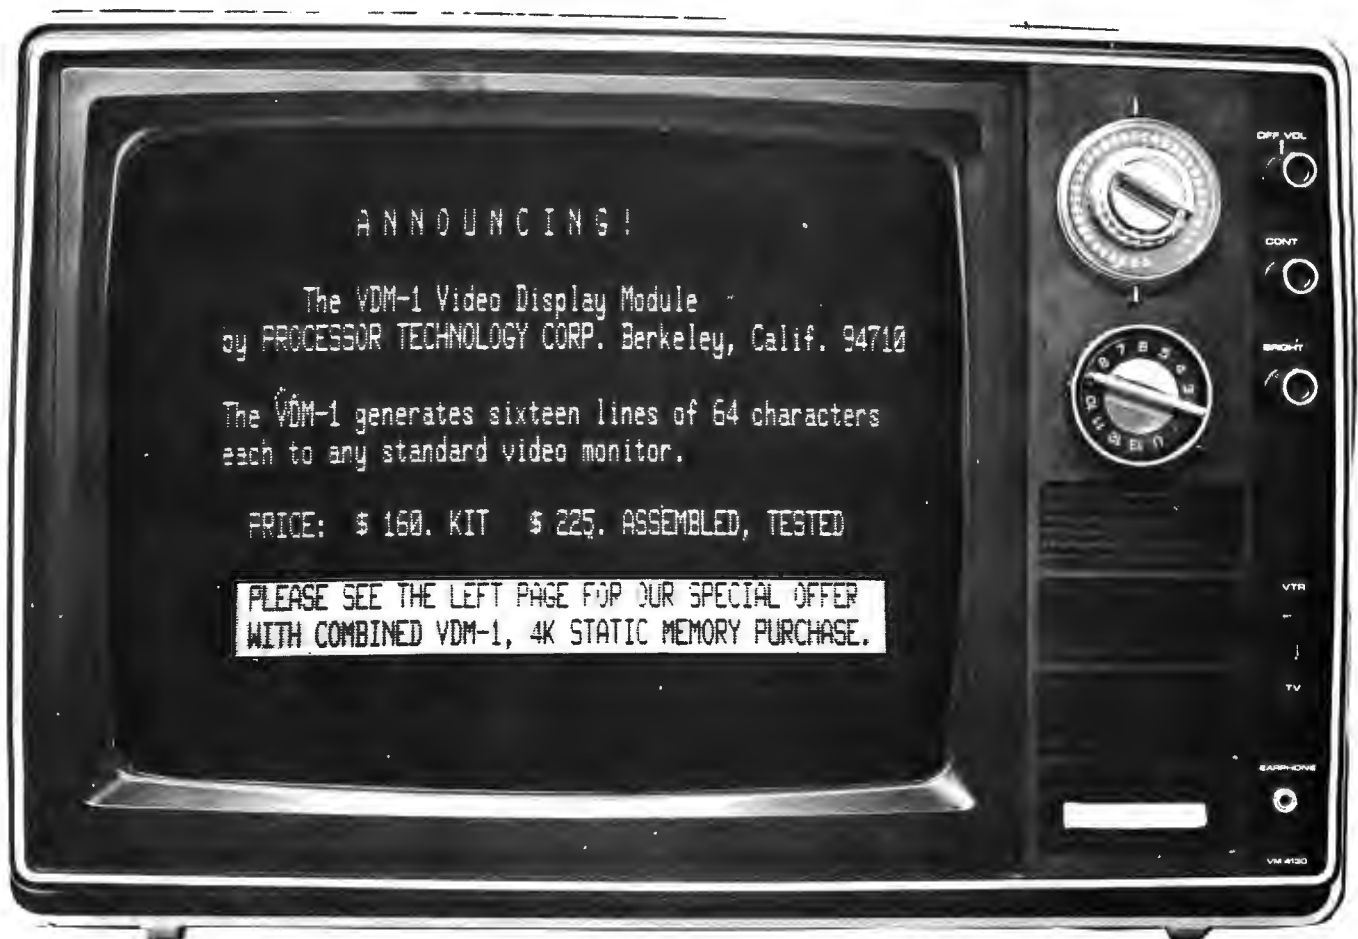 A N N O U N C I N G !
The VDM-1 Video Display Module
by PROCESSOR TECHNOLOGY CORP. Berkeley, Calif. 94710
The VDM-1 generates sixteen lines of 64 characters
each to any standard video monitor.
PRICE: $ 160. KIT $ 225. ASSEMBLED, TESTED
PLEASE SEE THE LEFT PAGE FOR OUR SPECIAL OFFER
WITH COMBINED VDM-1, 4K STATIC MEMORY PURCHASE.
OFF VOL
CONT
BRIGHT
VTR
TV
EARPHONE
VM 4130